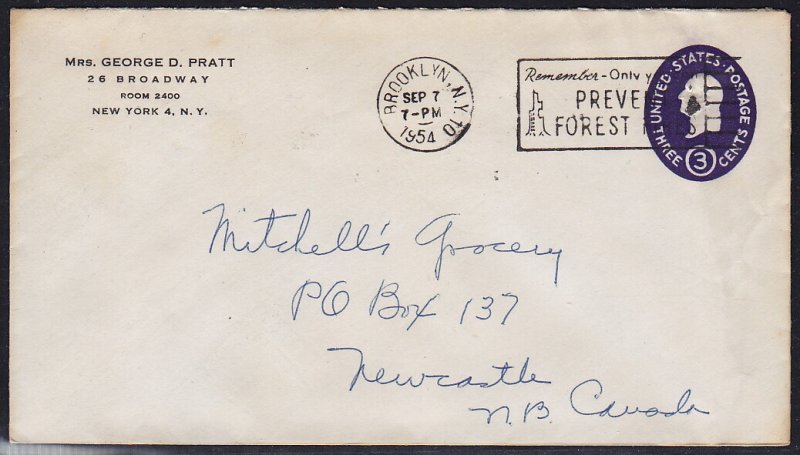 Mrs. GEORGE D. PRATT
26 BROADWAY
ROOM 2400
NEW YORK 4, N. Y.
BROOKLYN, N.Y. 10
SEP 7
7-PM
1954
Remember-Only
PREVE
FOREST
UNITED·STATES·POSTAGE
THREE 3 CENTS
Mitchell's Grocery
PO Box 137
Newcastle
N.B. Canada